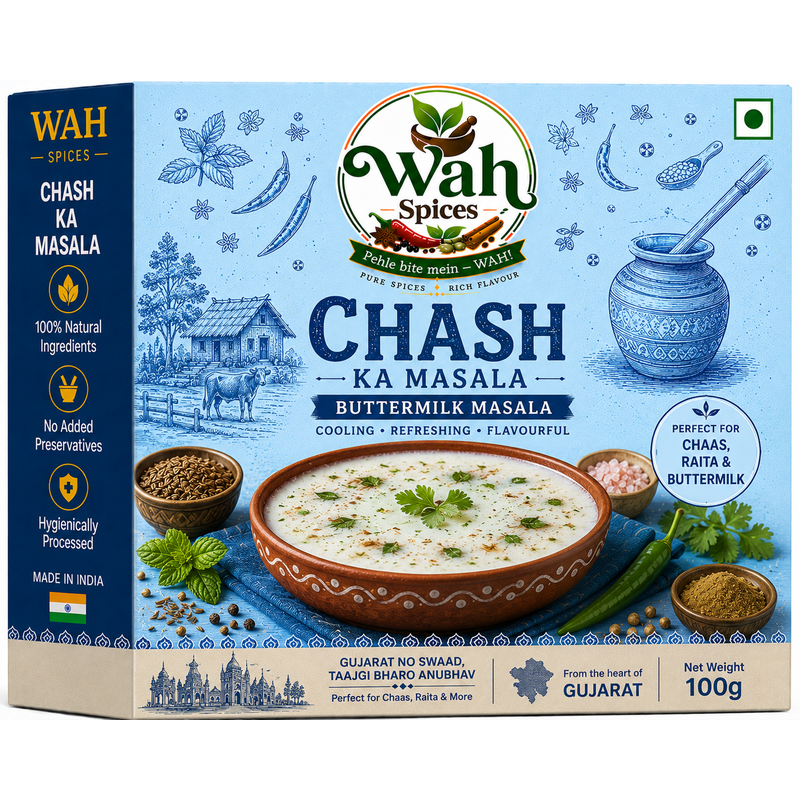 WAH
SPICES
CHASH
KA
MASALA
100% Natural
Ingredients
No Added
Preservatives
Hygienically
Processed
MADE IN INDIA
Wah
Spices
Pehle bite mein – WAH!
PURE SPICES RICH FLAVOUR
CHASH
KA MASALA
BUTTERMILK MASALA
COOLING • REFRESHING • FLAVOURFUL
PERFECT FOR
CHAAS,
RAITA &
BUTTERMILK
GUJARAT NO SWAAD,
TAAJGI BHARO ANUBHAV
Perfect for Chaas, Raita & More
From the heart of
GUJARAT
Net Weight
100g